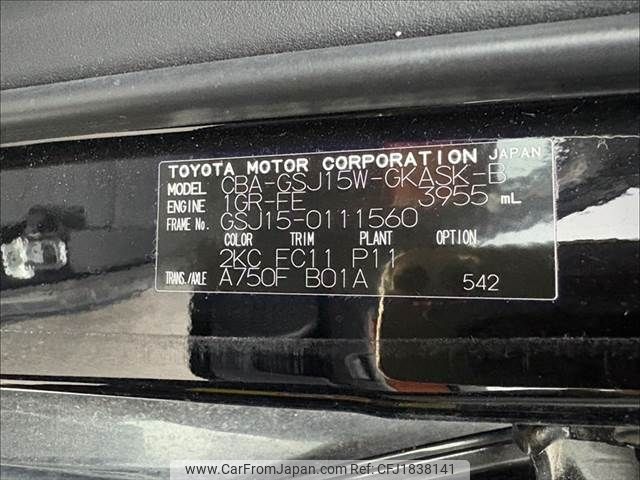 TOYOTA MOTOR CORPORATION JAPAN
MODEL CBA-GSJ15W-GKASK-B
ENGINE 1GR-FE 3955 mL
FRAME No. GSJ15-0111560
COLOR TRIM PLANT OPTION
2KC FC11 P11
TRANS./AXLE A750F B01A 542
www.CarFromJapan.com Ref No: CFJ1838141